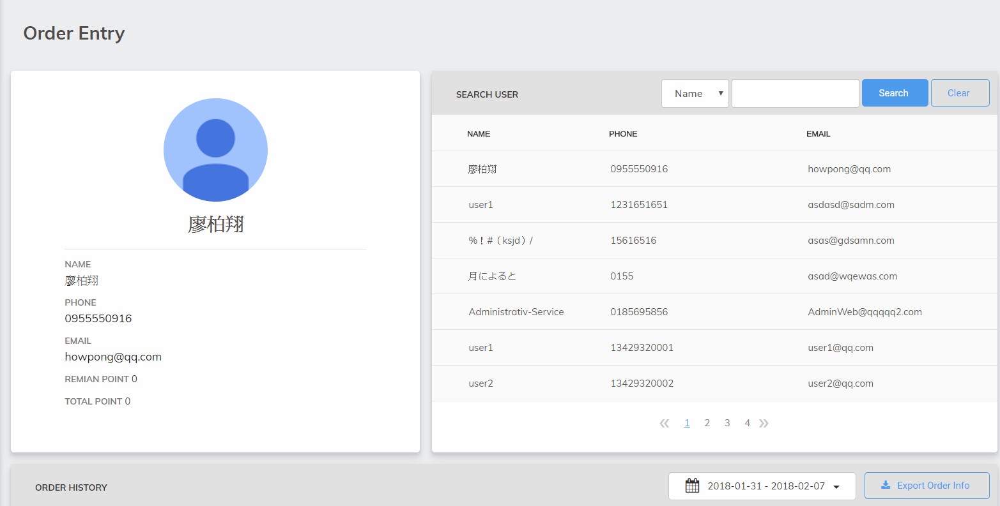 Order Entry
廖柏翔
NAME
廖柏翔
PHONE
0955550916
EMAIL
howpong@qq.com
REMIAN POINT 0
TOTAL POINT 0
SEARCH USER Name Search Clear
NAME PHONE EMAIL
廖柏翔 0955550916 howpong@qq.com
user1 1231651651 asdasd@sadm.com
%！#（ksjd）/ 15616516 asas@gdsamn.com
月によると 0155 asad@wqewas.com
Administrativ-Service 0185695856 AdminWeb@qqqqq2.com
user1 13429320001 user1@qq.com
user2 13429320002 user2@qq.com
« 1 2 3 4 »
ORDER HISTORY 2018-01-31 - 2018-02-07 Export Order Info